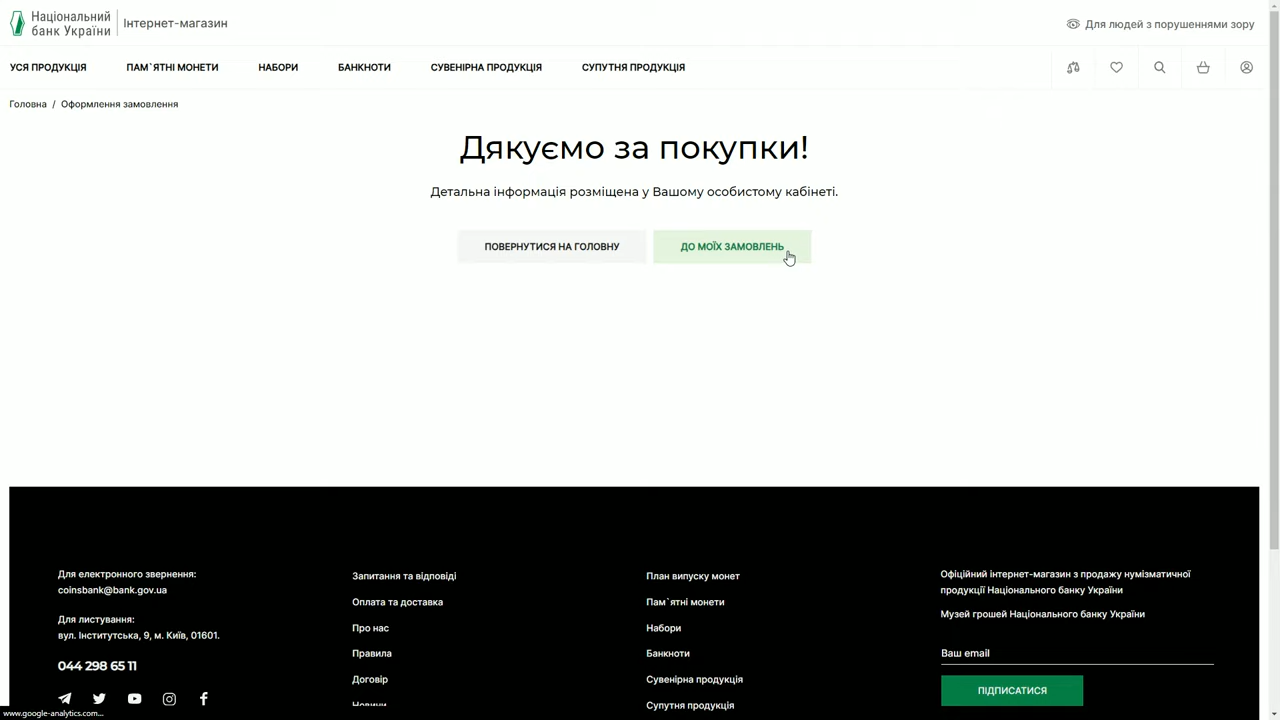 Національний
банк України
Інтернет-магазин
Для людей з порушеннями зору
УСЯ ПРОДУКЦІЯ
ПАМ`ЯТНІ МОНЕТИ
НАБОРИ
БАНКНОТИ
СУВЕНІРНА ПРОДУКЦІЯ
СУПУТНЯ ПРОДУКЦІЯ
Головна / Оформлення замовлення
Дякуємо за покупки!
Детальна інформація розміщена у Вашому особистому кабінеті.
ПОВЕРНУТИСЯ НА ГОЛОВНУ
ДО МОЇХ ЗАМОВЛЕНЬ
Для електронного звернення:
coinsbank@bank.gov.ua
Для листування:
вул. Інститутська, 9, м. Київ, 01601.
044 298 65 11
Запитання та відповіді
Оплата та доставка
Про нас
Правила
Договір
Новини
План випуску монет
Пам`ятні монети
Набори
Банкноти
Сувенірна продукція
Супутня продукція
Офіційний інтернет-магазин з продажу нумізматичної
продукції Національного банку України
Музей грошей Національного банку України
Ваш email
ПІДПИСАТИСЯ
www.google-analytics.com...